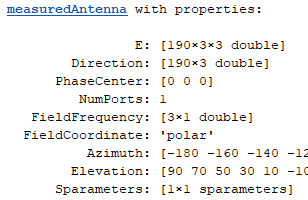 measuredAntenna with properties:
E: [190×3×3 double]
Direction: [190×3 double]
PhaseCenter: [0 0 0]
NumPorts: 1
FieldFrequency: [3×1 double]
FieldCoordinate: 'polar'
Azimuth: [-180 -160 -140 -12
Elevation: [90 70 50 30 10 -10
Sparameters: [1×1 sparameters]